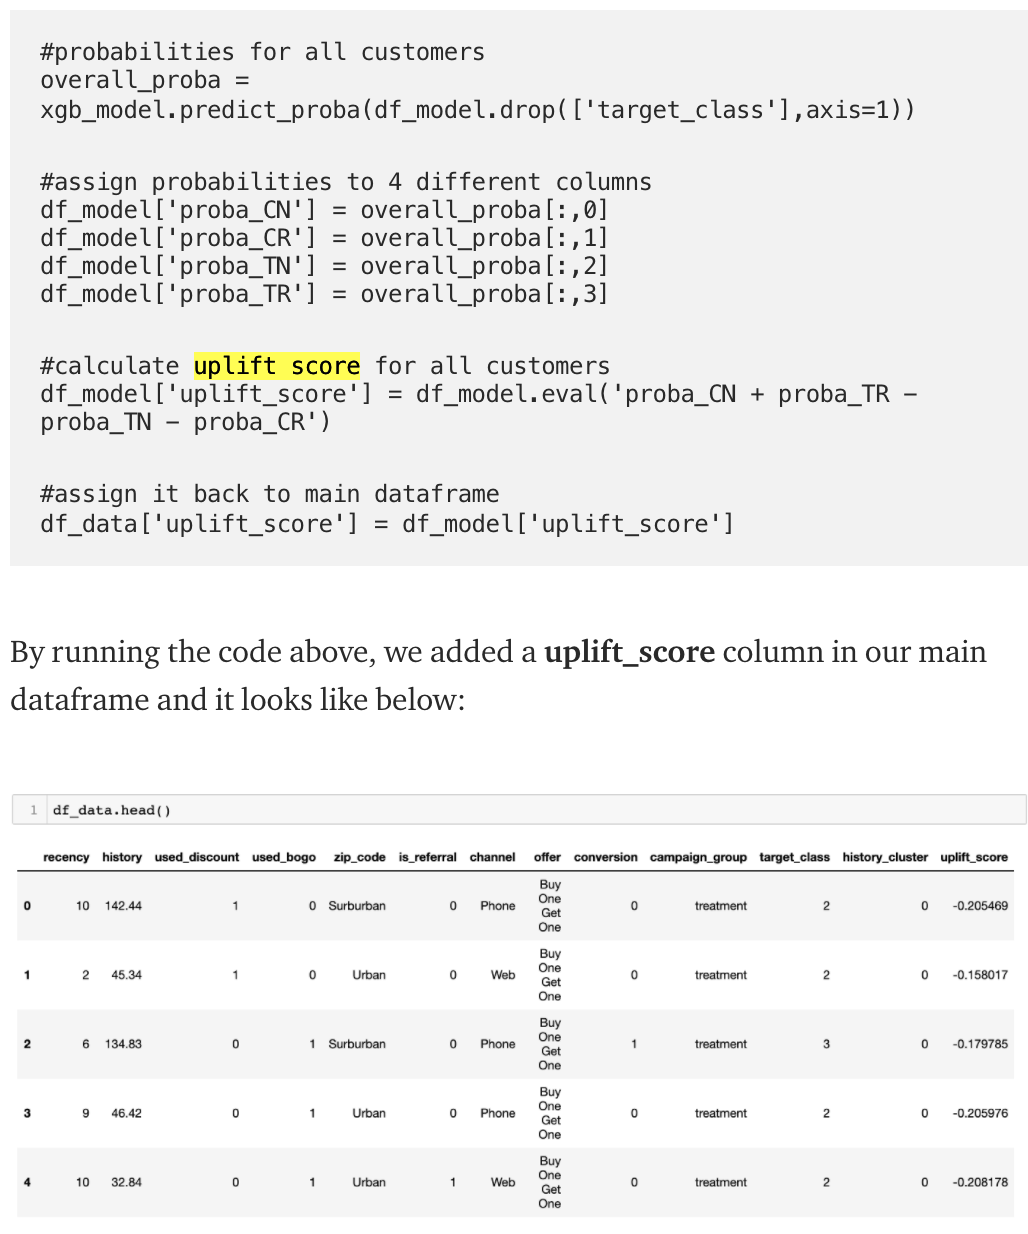 #probabilities for all customers
overall_proba =
xgb_model.predict_proba(df_model.drop(['target_class'],axis=1))
#assign probabilities to 4 different columns
df_model['proba_CN'] = overall_proba[:,0]
df_model['proba_CR'] = overall_proba[:,1]
df_model['proba_TN'] = overall_proba[:,2]
df_model['proba_TR'] = overall_proba[:,3]
#calculate uplift score for all customers
df_model['uplift_score'] = df_model.eval('proba_CN + proba_TR −
proba_TN − proba_CR')
#assign it back to main dataframe
df_data['uplift_score'] = df_model['uplift_score']
By running the code above, we added a uplift_score column in our main
dataframe and it looks like below:
1 df_data.head()
recency history used_discount used_bogo zip_code is_referral channel offer conversion campaign_group target_class history_cluster uplift_score
0 10 142.44 1 0 Surburban 0 Phone Buy One Get One 0 treatment 2 0 -0.205469
1 2 45.34 1 0 Urban 0 Web Buy One Get One 0 treatment 2 0 -0.158017
2 6 134.83 0 1 Surburban 0 Phone Buy One Get One 1 treatment 3 0 -0.179785
3 9 46.42 0 1 Urban 0 Phone Buy One Get One 0 treatment 2 0 -0.205976
4 10 32.84 0 1 Urban 1 Web Buy One Get One 0 treatment 2 0 -0.208178